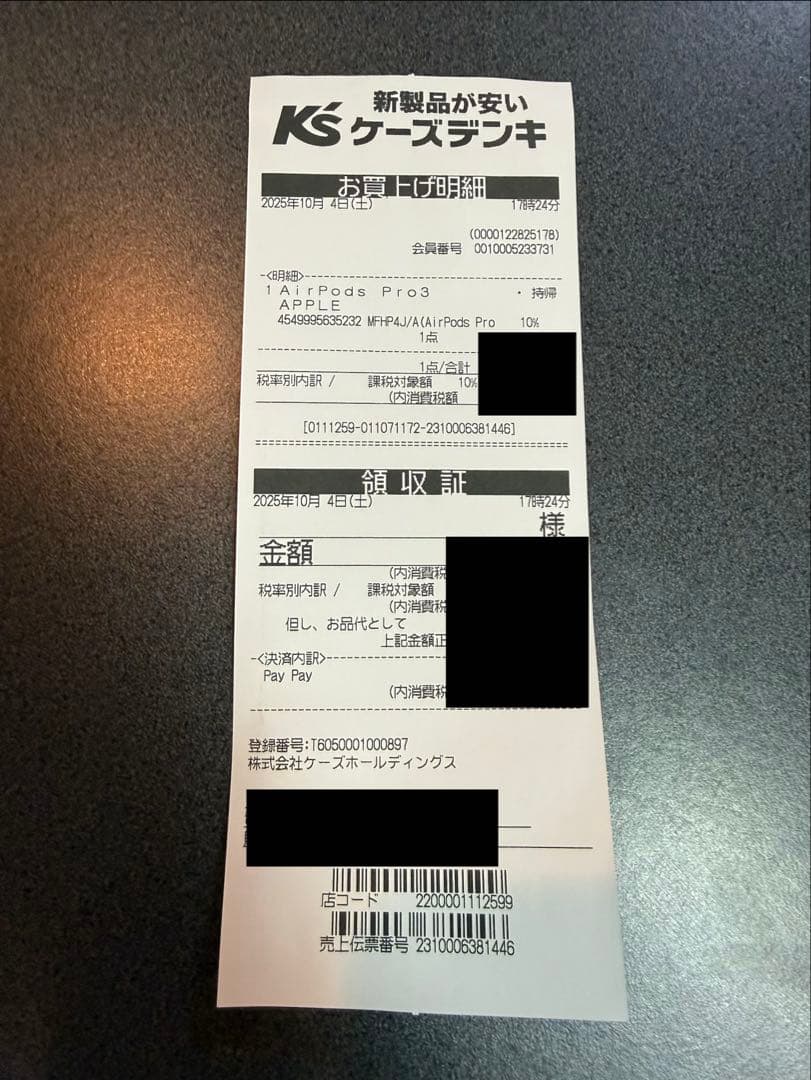 新製品が安い
K'sケーズデンキ
お買上げ明細
2025年10月 4日(土) 17時24分
(0000122825178)
会員番号 0010005233731
-<明細>-
1 AirPods Pro3 ・ 持帰
APPLE
4549995635232 MFHP4J/A(AirPods Pro 10%
1点
1点/合計
税率別内訳 / 課税対象額 10%
(内消費税額
[0111259-011071172-2310006381446]
領収証
2025年10月 4日(土) 17時24分
様
金額
(内消費税
税率別内訳 / 課税対象額
(内消費税
但し、お品代として
上記金額正
-<決済内訳>-
Pay Pay
(内消費税
登録番号:T6050001000897
株式会社ケーズホールディングス
店コード 2200001112599
売上伝票番号 2310006381446